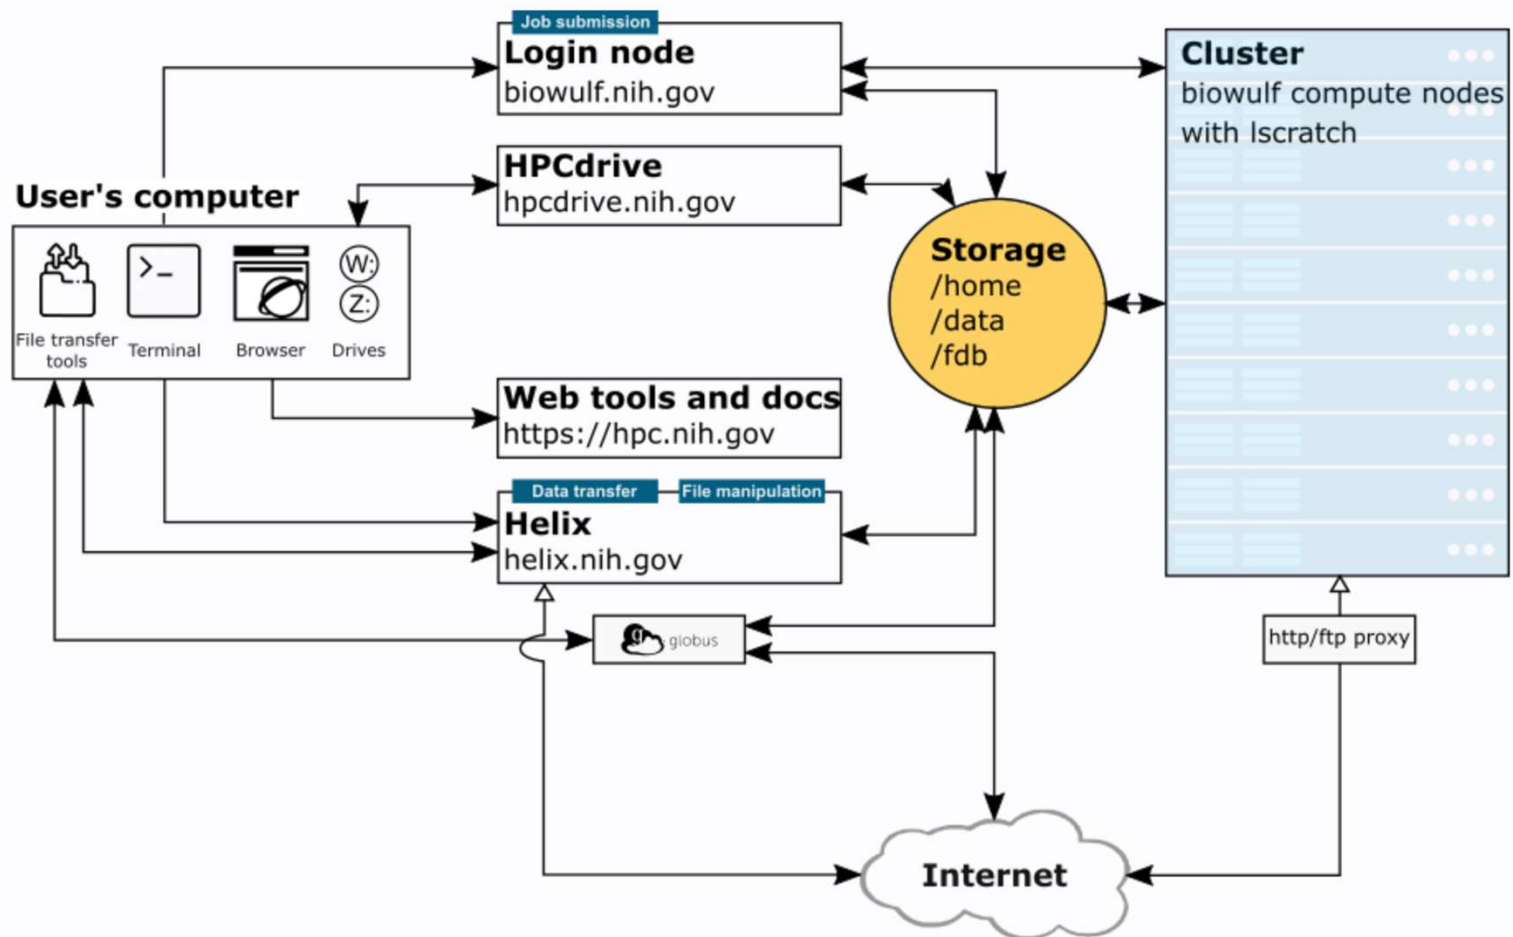 Job submission
Login node
biowulf.nih.gov
Cluster
biowulf compute nodes
with lscratch
HPCdrive
hpcdrive.nih.gov
User's computer
>_
W:
Z:
File transfer
tools
Terminal
Browser
Drives
Storage
/home
/data
/fdb
Web tools and docs
https://hpc.nih.gov
Data transfer
File manipulation
Helix
helix.nih.gov
g
globus
http/ftp proxy
Internet